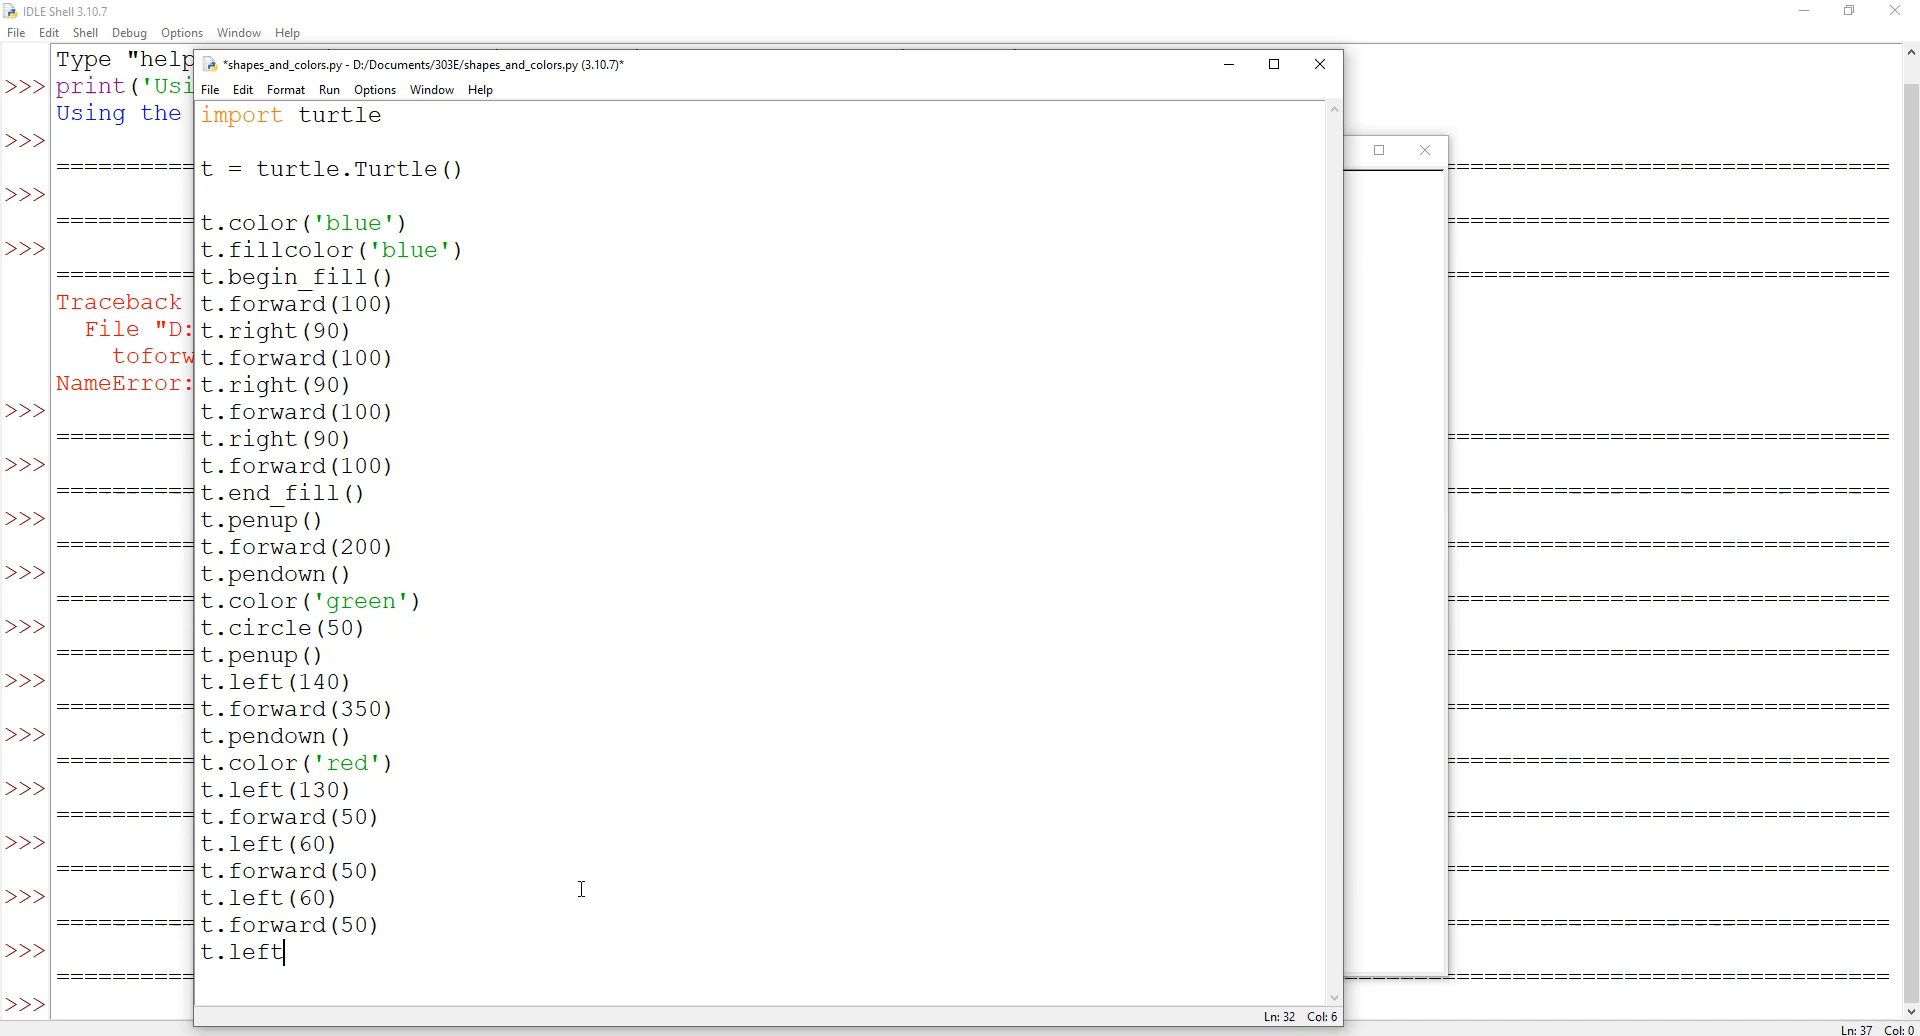 IDLE Shell 3.10.7
File Edit Shell Debug Options Window Help
Type "help
>>> print('Usi
Using the
>>>
====================
>>>
====================
>>>
====================
Traceback
File "D:
toforw
NameError:
>>>
====================
>>>
====================
>>>
====================
>>>
====================
>>>
====================
>>>
====================
>>>
====================
>>>
====================
>>>
====================
>>>
====================
>>>
====================
>>>
*shapes_and_colors.py - D:/Documents/303E/shapes_and_colors.py (3.10.7)*
File Edit Format Run Options Window Help
import turtle
t = turtle.Turtle()
t.color('blue')
t.fillcolor('blue')
t.begin_fill()
t.forward(100)
t.right(90)
t.forward(100)
t.right(90)
t.forward(100)
t.right(90)
t.forward(100)
t.end_fill()
t.penup()
t.forward(200)
t.pendown()
t.color('green')
t.circle(50)
t.penup()
t.left(140)
t.forward(350)
t.pendown()
t.color('red')
t.left(130)
t.forward(50)
t.left(60)
t.forward(50)
t.left(60)
t.forward(50)
t.left
Ln: 32 Col: 6
Ln: 37 Col: 0